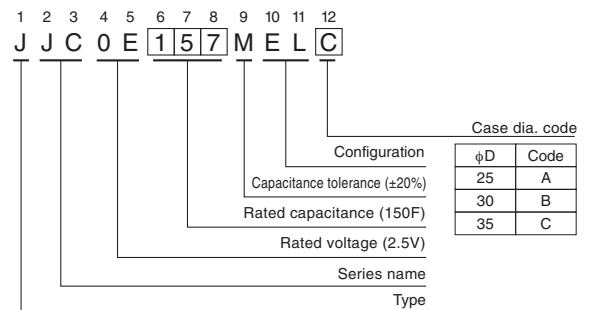 1 2 3 4 5 6 7 8 9 10 11 12
J J C 0 E 1 5 7 M E L C
Case dia. code
Configuration
Capacitance tolerance (±20%)
Rated capacitance (150F)
Rated voltage (2.5V)
Series name
Type
φD Code
25 A
30 B
35 C